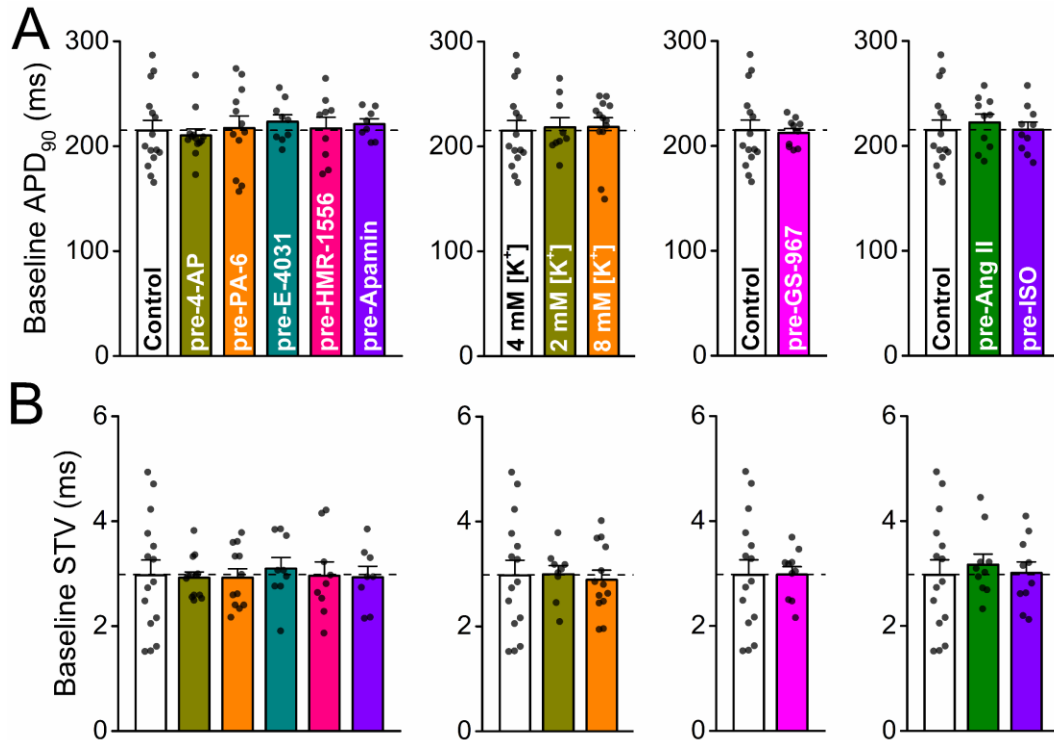 A
Baseline APD90 (ms)
300
200
100
0
Control
pre-4-AP
pre-PA-6
pre-E-4031
pre-HMR-1556
pre-Apamin
300
200
100
0
4 mM [K+]
2 mM [K+]
8 mM [K+]
300
200
100
0
Control
pre-GS-967
300
200
100
0
Control
pre-Ang II
pre-ISO
B
Baseline STV (ms)
6
4
2
0
6
4
2
0
6
4
2
0
6
4
2
0